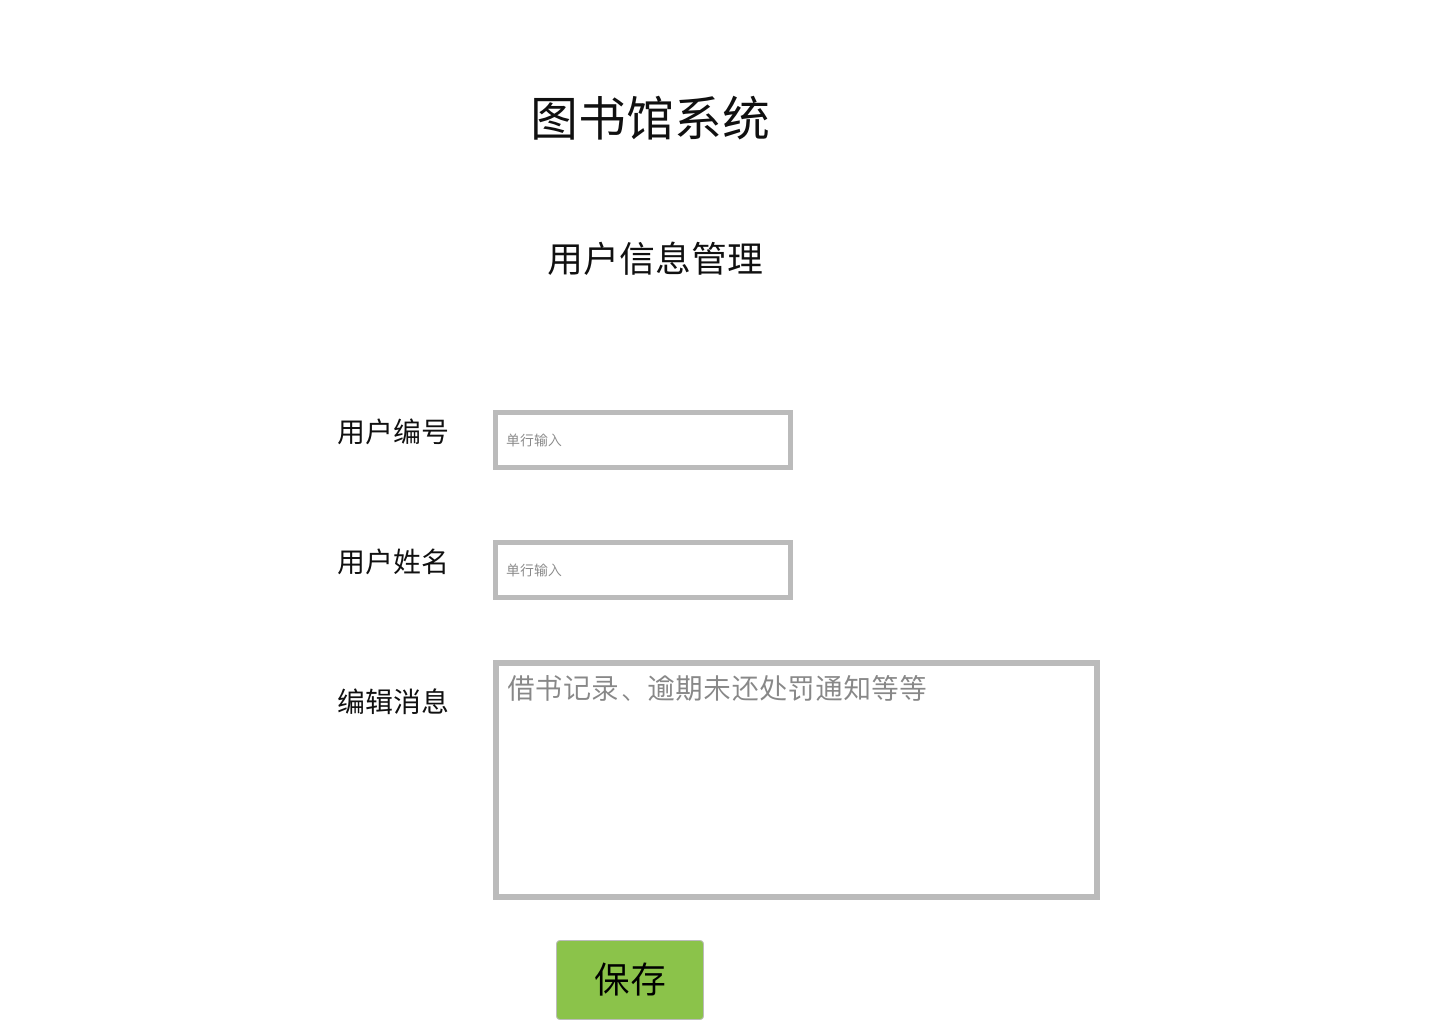 图书馆系统
用户信息管理
用户编号
单行输入
用户姓名
单行输入
编辑消息
借书记录、逾期未还处罚通知等等
保存